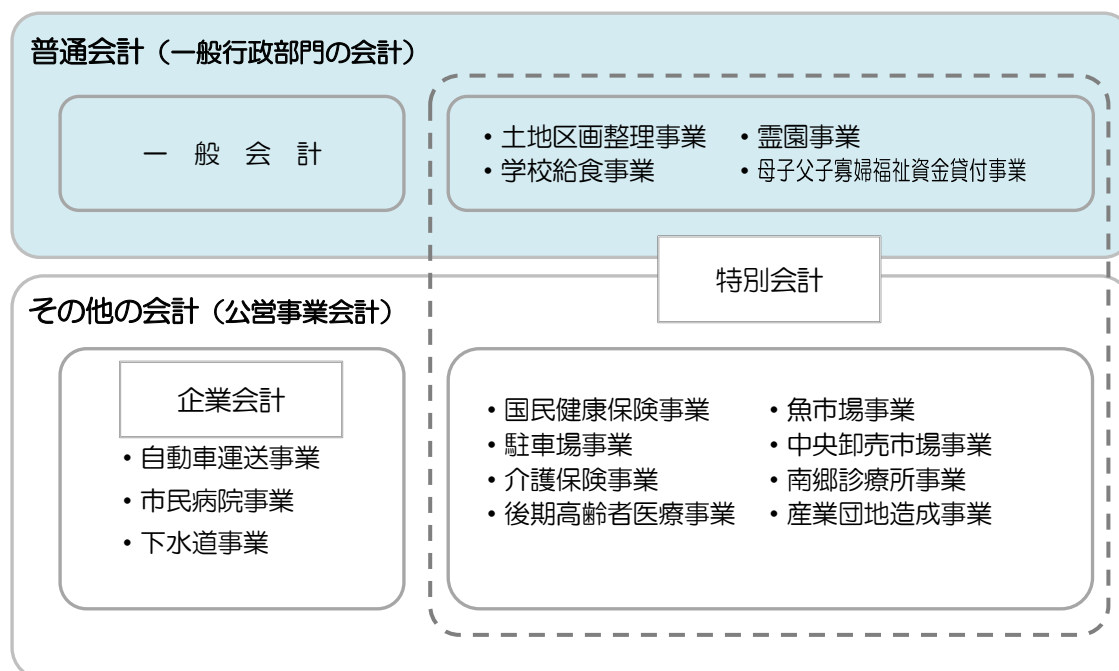 普通会計（一般行政部門の会計）
一 般 会 計
・土地区画整理事業 ・霊園事業
・学校給食事業 ・母子父子寡婦福祉資金貸付事業
特別会計
その他の会計（公営事業会計）
企業会計
・自動車運送事業
・市民病院事業
・下水道事業
・国民健康保険事業 ・魚市場事業
・駐車場事業 ・中央卸売市場事業
・介護保険事業 ・南郷診療所事業
・後期高齢者医療事業 ・産業団地造成事業